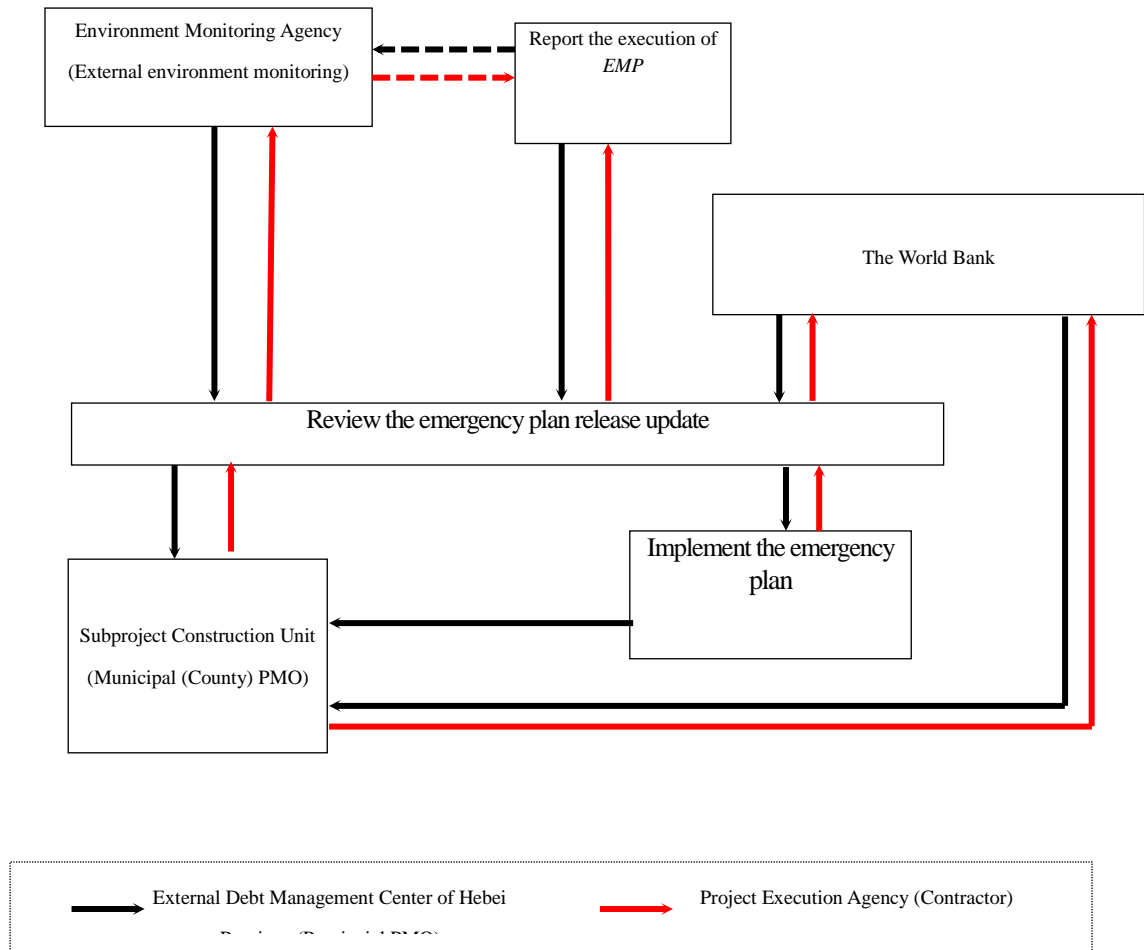 Environment Monitoring Agency
(External environment monitoring)
Report the execution of
EMP
The World Bank
Review the emergency plan release update
Implement the emergency
plan
Subproject Construction Unit
(Municipal (County) PMO)
External Debt Management Center of Hebei
Project Execution Agency (Contractor)